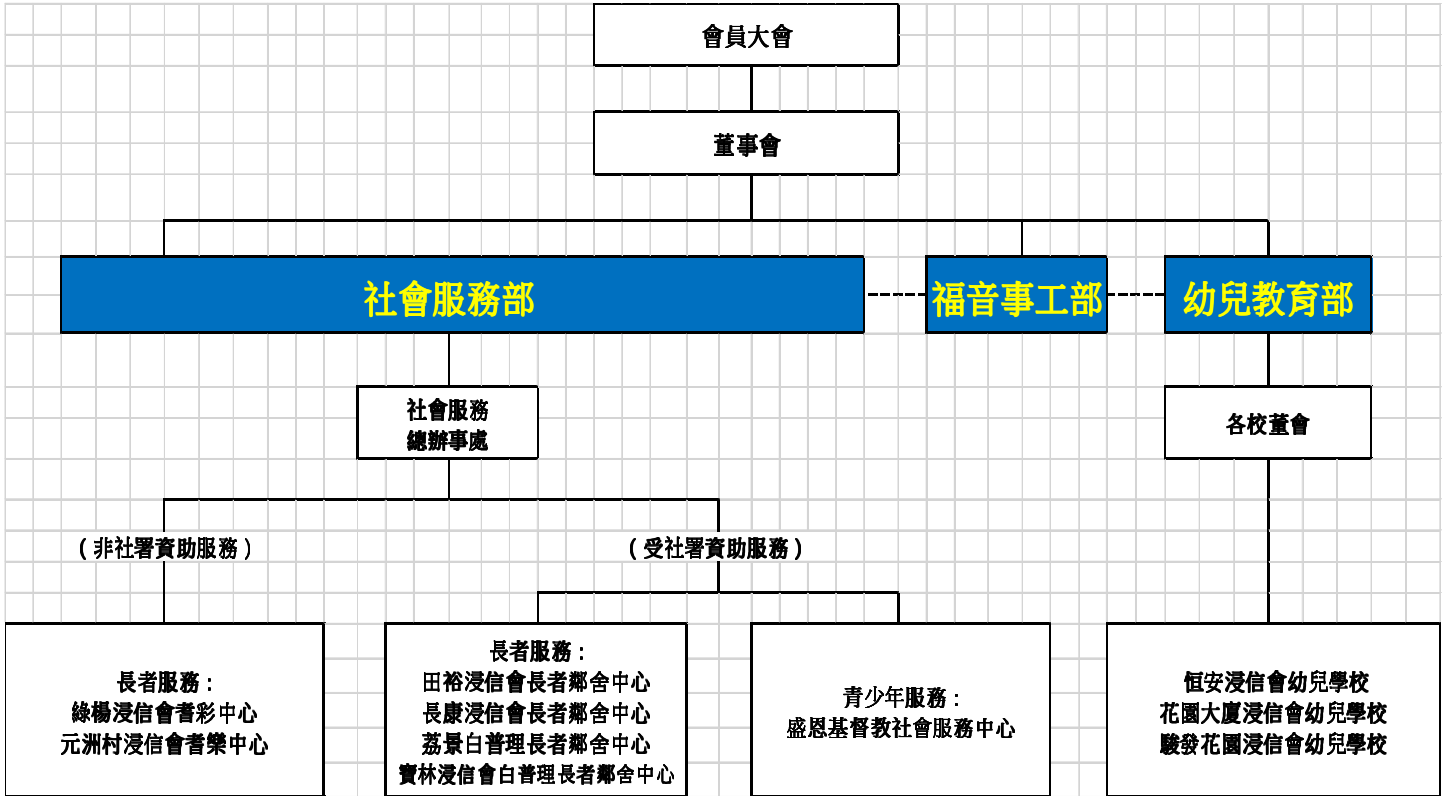 會員大會
董事會
社會服務部
福音事工部
幼兒教育部
社會服務
總辦事處
各校董會
(非社署資助服務)
(受社署資助服務)
長者服務:
綠楊浸信會耆彩中心
元洲村浸信會耆樂中心
長者服務:
田裕浸信會長者鄰舍中心
長康浸信會長者鄰舍中心
荔景白普理長者鄰舍中心
寶林浸信會白普理長者鄰舍中心
青少年服務:
盛恩基督教社會服務中心
恒安浸信會幼兒學校
花園大廈浸信會幼兒學校
駿發花園浸信會幼兒學校